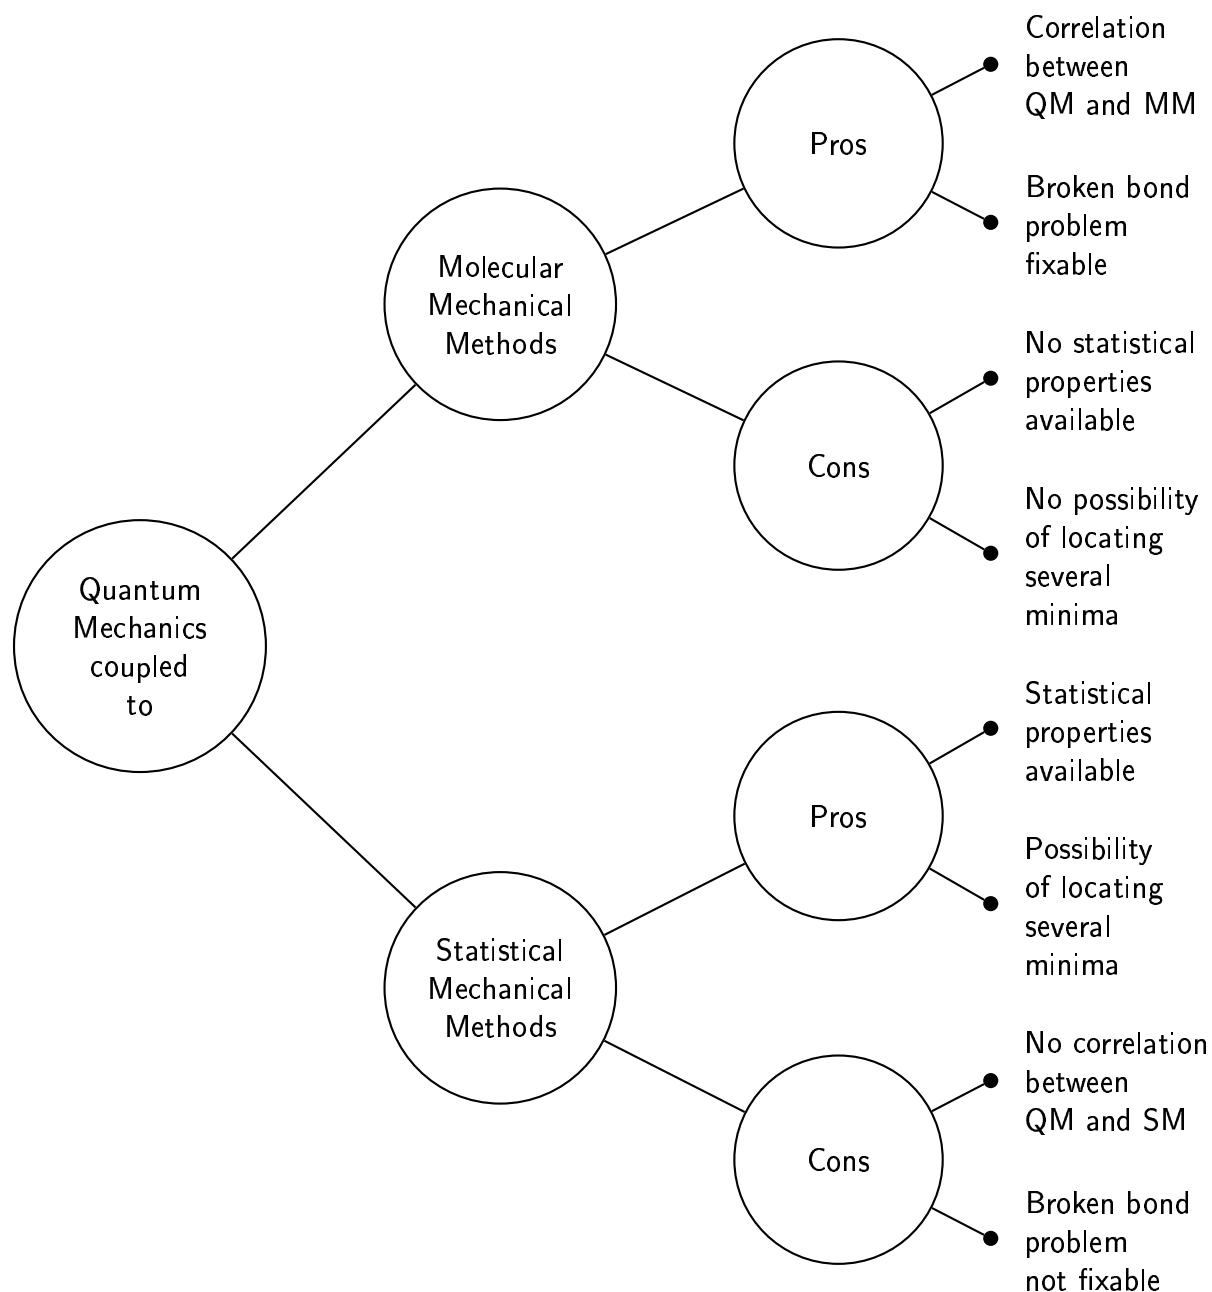 Quantum
Mechanics
coupled
to
Molecular
Mechanical
Methods
Pros
Correlation
between
QM and MM
Broken bond
problem
fixable
Cons
No statistical
properties
available
No possibility
of locating
several
minima
Statistical
Mechanical
Methods
Pros
Statistical
properties
available
Possibility
of locating
several
minima
Cons
No correlation
between
QM and SM
Broken bond
problem
not fixable